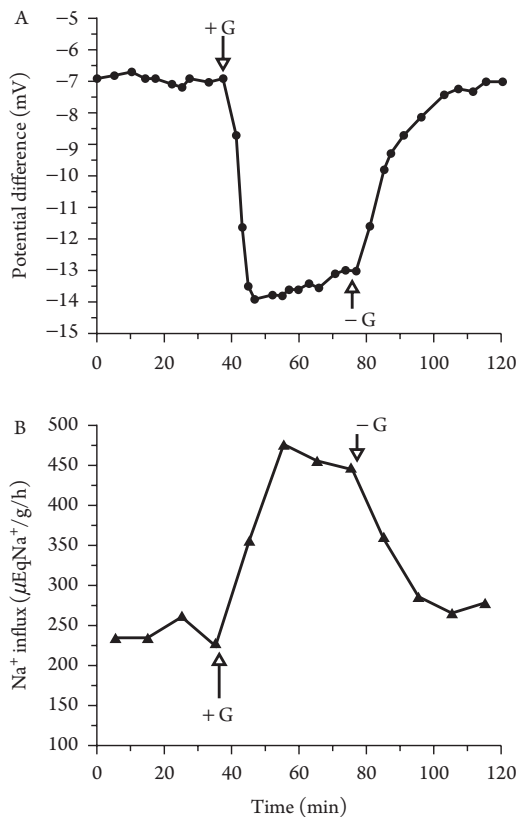 A
Potential difference (mV)
−5
−6
−7
−8
−9
−10
−11
−12
−13
−14
−15
+ G
− G
0 20 40 60 80 100 120
B
Na⁺ influx (μEqNa⁺/g/h)
500
450
400
350
300
250
200
150
100
− G
+ G
0 20 40 60 80 100 120
Time (min)